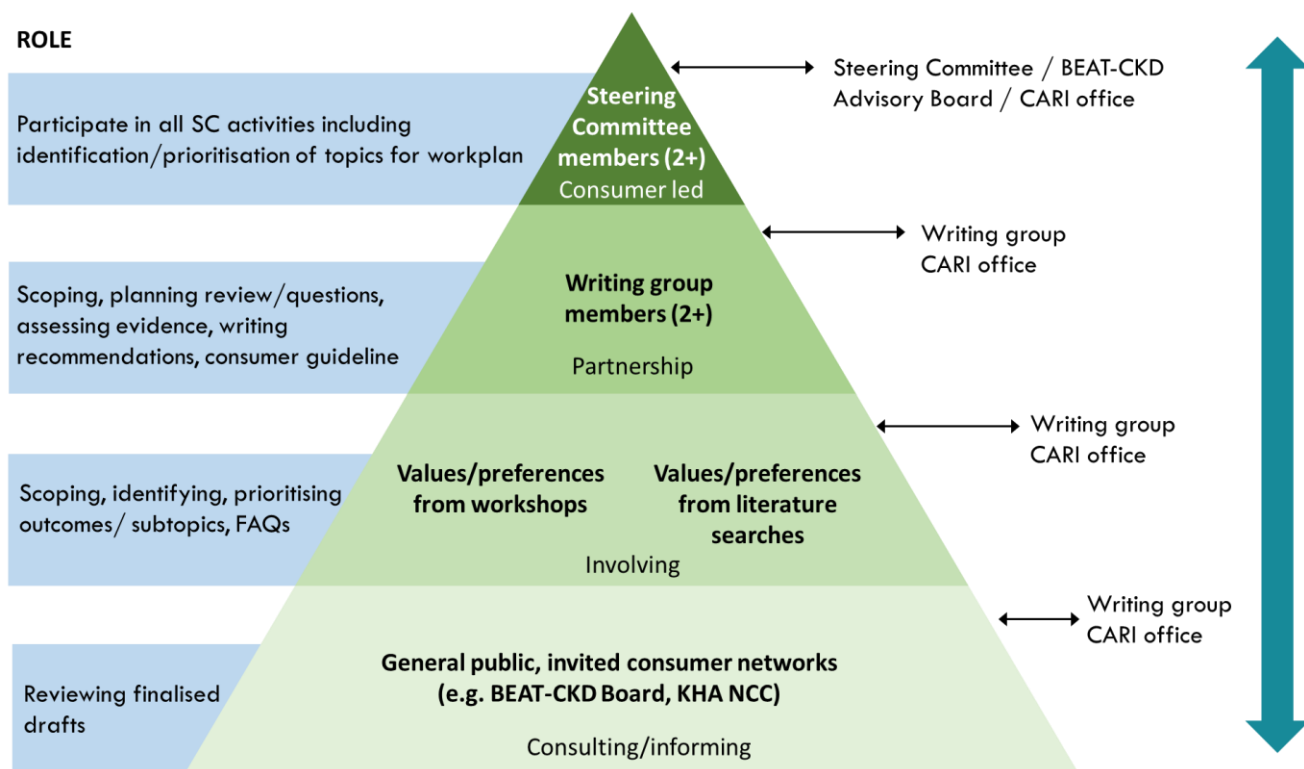 ROLE
Steering Committee / BEAT-CKD
Advisory Board / CARI office
Steering
Committee
members (2+)
Consumer led
Participate in all SC activities including
identification/prioritisation of topics for workplan
Writing group
CARI office
Scoping, planning review/questions,
assessing evidence, writing
recommendations, consumer guideline
Writing group
members (2+)
Partnership
Writing group
CARI office
Scoping, identifying, prioritising
outcomes/ subtopics, FAQs
Values/preferences
from workshops
Values/preferences
from literature
searches
Involving
Writing group
CARI office
Reviewing finalised
drafts
General public, invited consumer networks
(e.g. BEAT-CKD Board, KHA NCC)
Consulting/informing